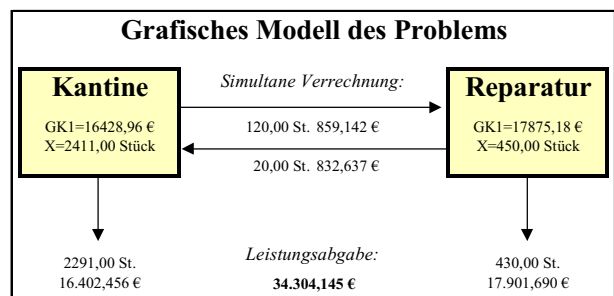 Grafisches Modell des Problems
Kantine
GK1=16428,96 €
X=2411,00 Stück
Simultane Verrechnung:
120,00 St. 859,142 €
20,00 St. 832,637 €
Reparatur
GK1=17875,18 €
X=450,00 Stück
2291,00 St.
16.402,456 €
Leistungsabgabe:
34.304,145 €
430,00 St.
17.901,690 €